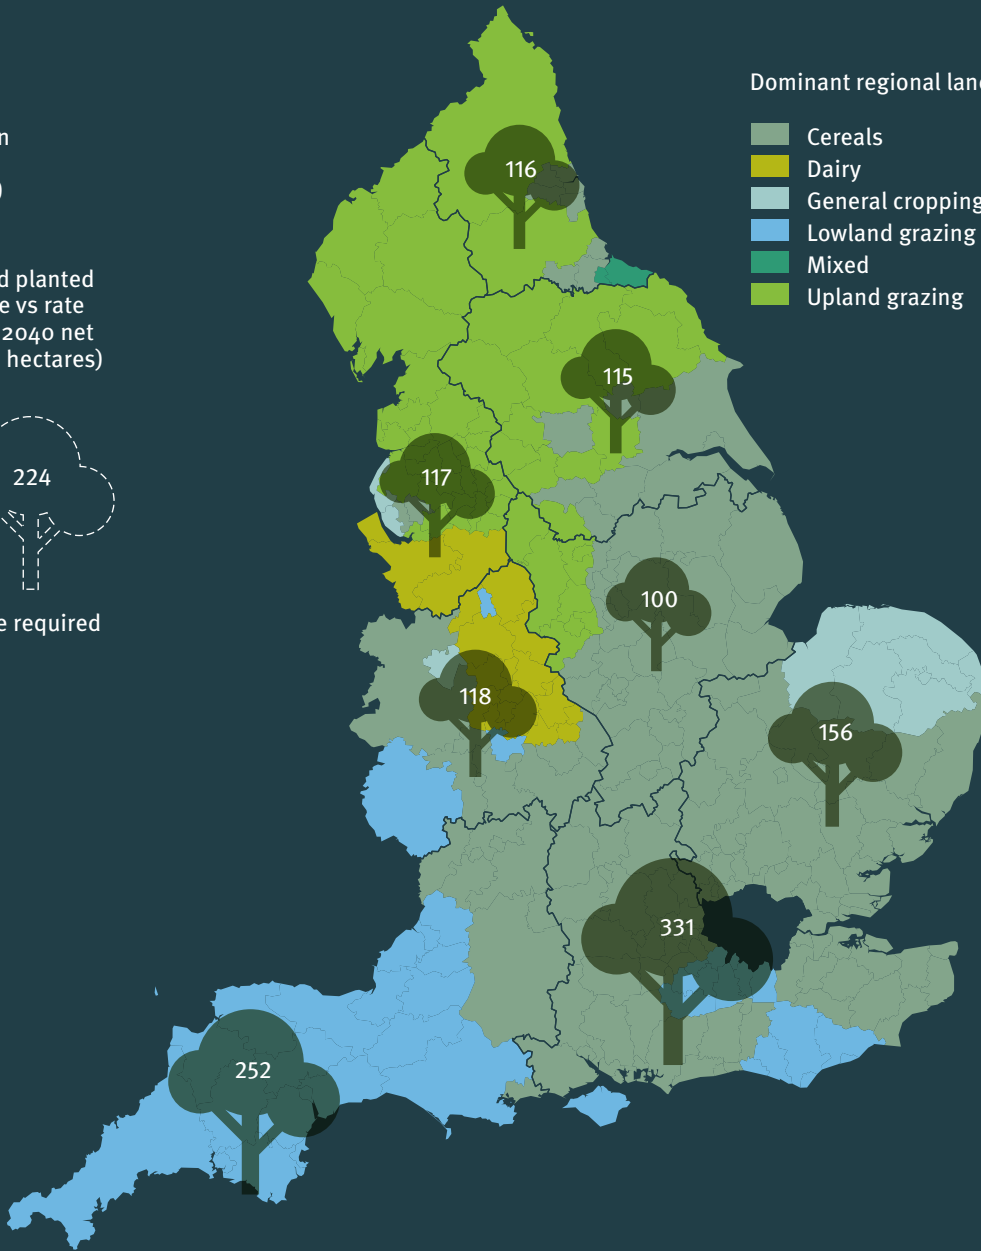 Dominant regional
Cereals
Dairy
General cropping
Lowland grazing
Mixed
Upland grazing
planted
vs rate
2040 net
hectares)
224
required
116
115
117
100
118
156
331
252